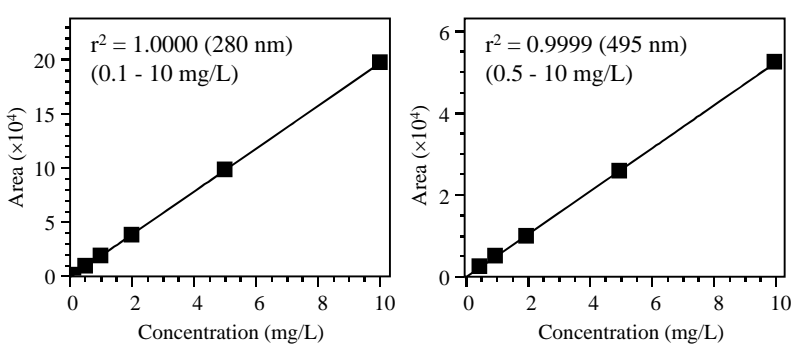 r² = 1.0000 (280 nm)
(0.1 - 10 mg/L)
20
15
10
5
0
Area (×10⁴)
0 2 4 6 8 10
Concentration (mg/L)
r² = 0.9999 (495 nm)
(0.5 - 10 mg/L)
6
4
2
0
Area (×10⁴)
0 2 4 6 8 10
Concentration (mg/L)